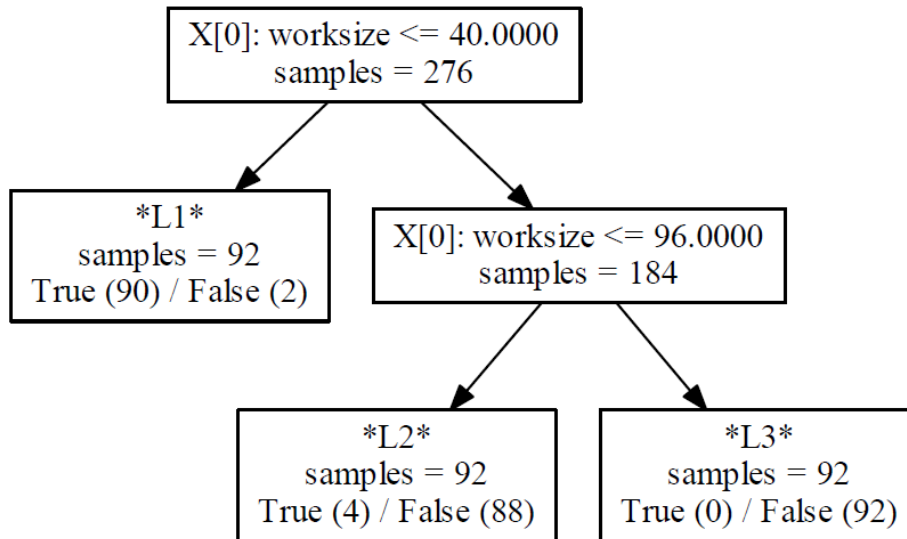 X[0]: worksize <= 40.0000
samples = 276
*L1*
samples = 92
True (90) / False (2)
X[0]: worksize <= 96.0000
samples = 184
*L2*
samples = 92
True (4) / False (88)
*L3*
samples = 92
True (0) / False (92)